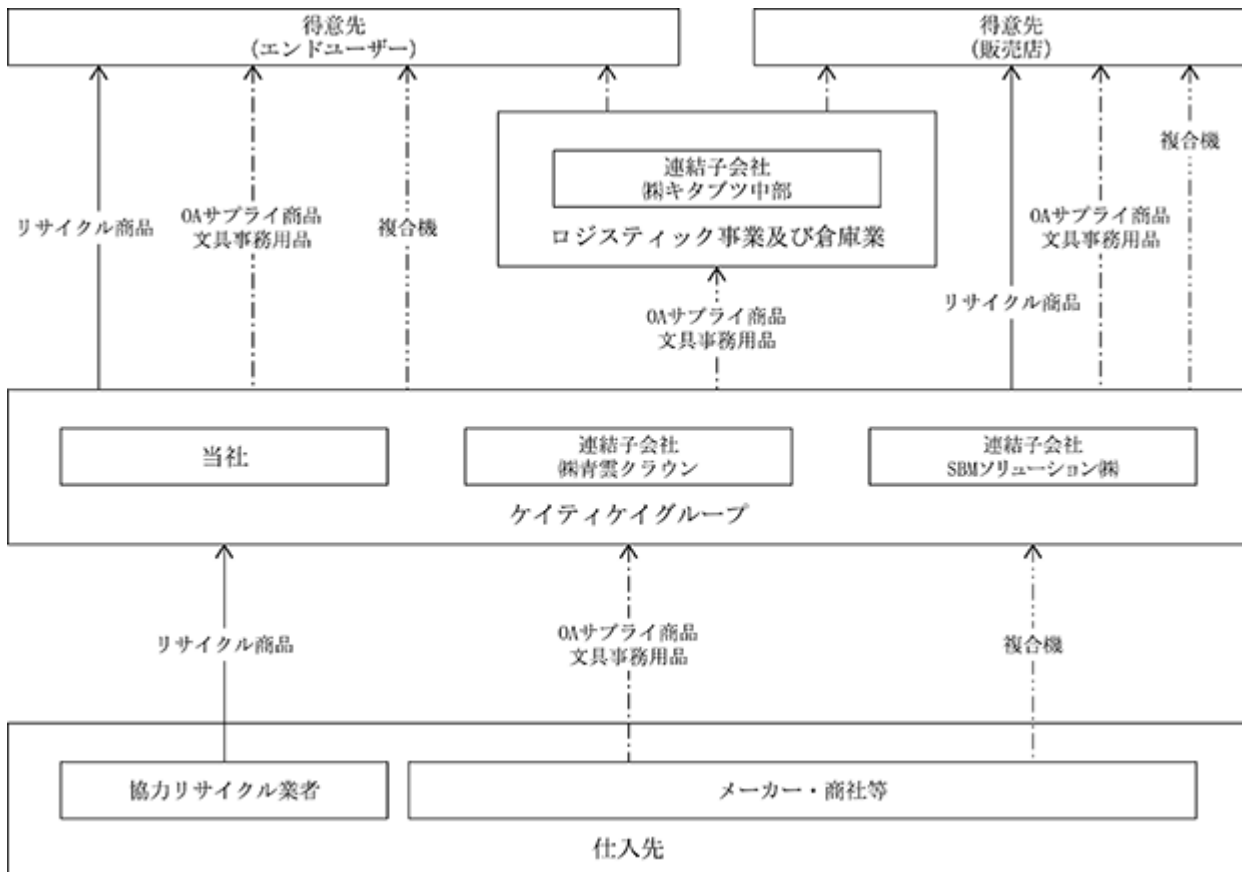 得意先
(エンドユーザー)
得意先
(販売店)
複合機
連結子会社
㈱キタブツ中部
ロジスティック事業及び倉庫業
リサイクル商品
OAサプライ商品
文具事務用品
複合機
OAサプライ商品
文具事務用品
リサイクル商品
OAサプライ商品
文具事務用品
当社
連結子会社
㈱青雲クラウン
連結子会社
SBMソリューション㈱
ケイティケイグループ
リサイクル商品
OAサプライ商品
文具事務用品
複合機
協力リサイクル業者
メーカー・商社等
仕入先